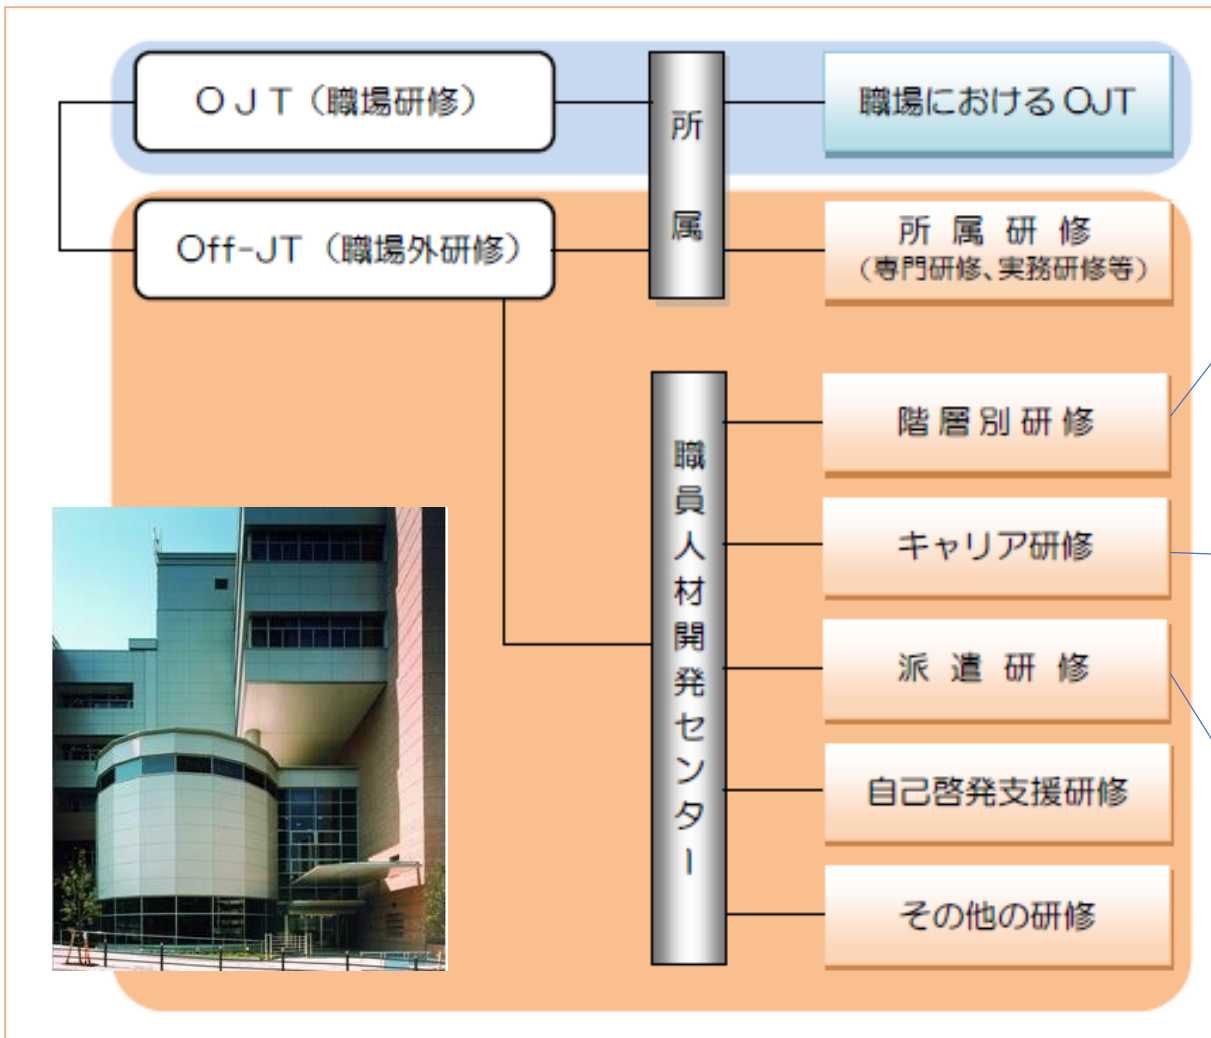 OJT（職場研修）
所属
職場におけるOJT
Off-JT（職場外研修）
所属研修
（専門研修、実務研修等）
職員人材開発センター
階層別研修
キャリア研修
派遣研修
自己啓発支援研修
その他の研修